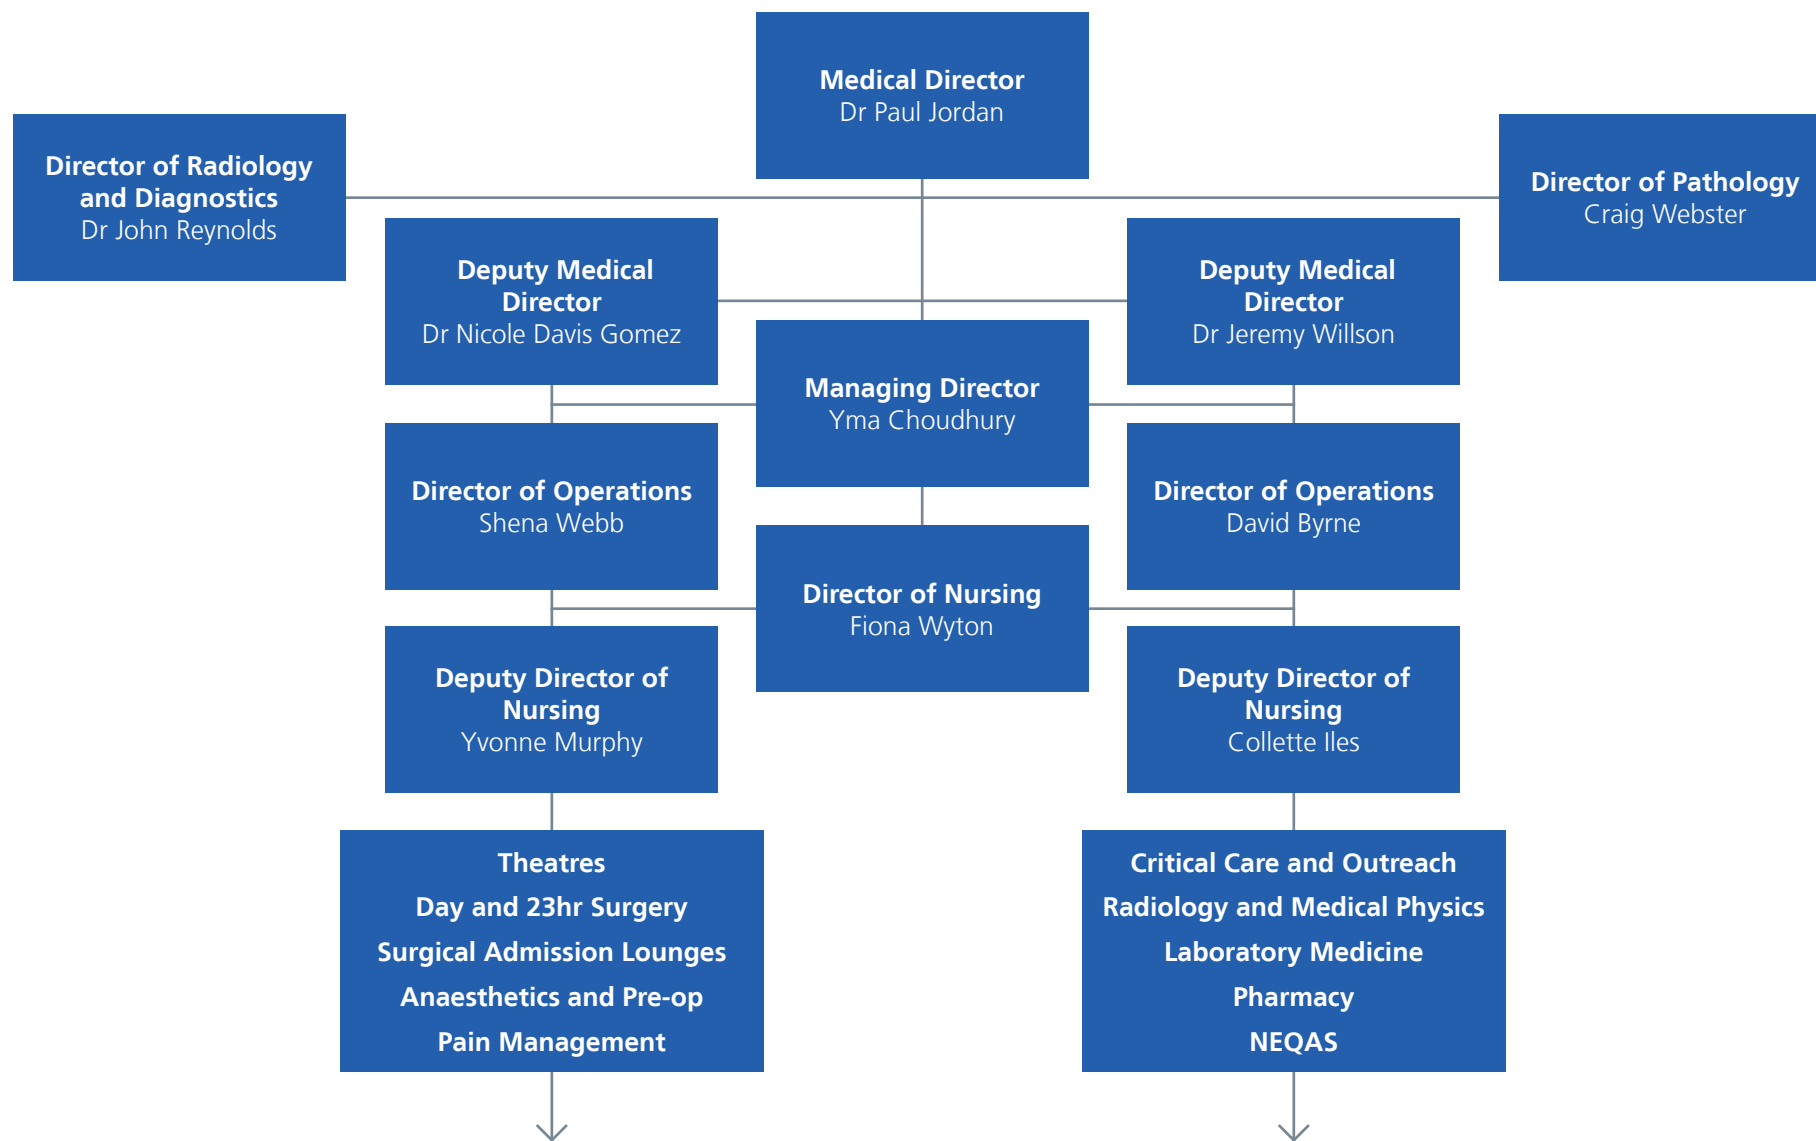 Medical Director
Dr Paul Jordan
Director of Radiology
and Diagnostics
Dr John Reynolds
Director of Pathology
Craig Webster
Deputy Medical
Director
Dr Nicole Davis Gomez
Deputy Medical
Director
Dr Jeremy Willson
Managing Director
Yma Choudhury
Director of Operations
Shena Webb
Director of Operations
David Byrne
Director of Nursing
Fiona Wyton
Deputy Director of
Nursing
Yvonne Murphy
Deputy Director of
Nursing
Collette Iles
Theatres
Day and 23hr Surgery
Surgical Admission Lounges
Anaesthetics and Pre-op
Pain Management
Critical Care and Outreach
Radiology and Medical Physics
Laboratory Medicine
Pharmacy
NEQAS